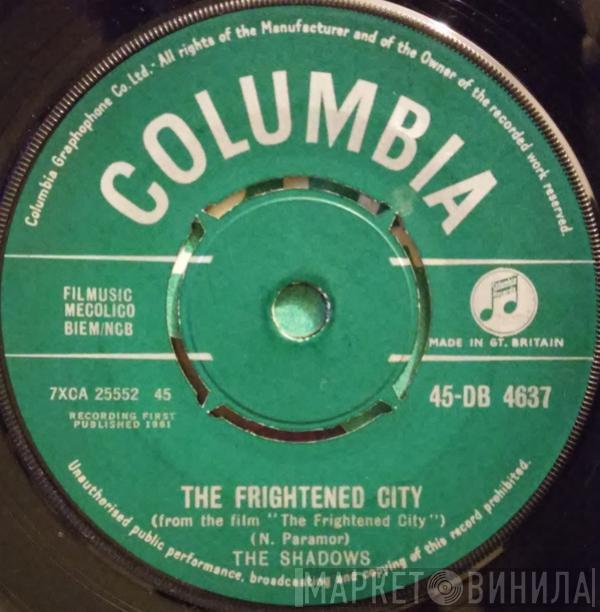 Columbia Graphophone Co. Ltd.· All rights of the Manufacturer and of the Owner of the recorded work reserved.
COLUMBIA
FILMUSIC
MECOLICO
BIEM/NCB
MADE IN GT. BRITAIN
7XCA 25552 45
45-DB 4637
RECORDING FIRST
PUBLISHED 1961
THE FRIGHTENED CITY
(from the film "The Frightened City")
(N. Paramor)
THE SHADOWS
Unauthorised public performance, broadcasting and copying of this record prohibited.
МАРКЕТ ВИНИЛА